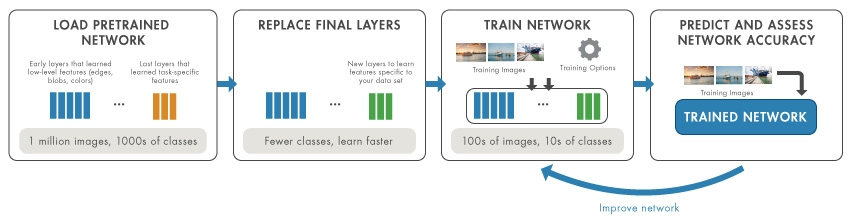 LOAD PRETRAINED
NETWORK
Early layers that learned
low-level features (edges,
blobs, colors)
Last layers that
learned task-specific
features
...
1 million images, 1000s of classes
REPLACE FINAL LAYERS
New layers to learn
features specific to
your data set
...
Fewer classes, learn faster
TRAIN NETWORK
Training Images
Training Options
...
100s of images, 10s of classes
PREDICT AND ASSESS
NETWORK ACCURACY
Training Images
TRAINED NETWORK
Improve network